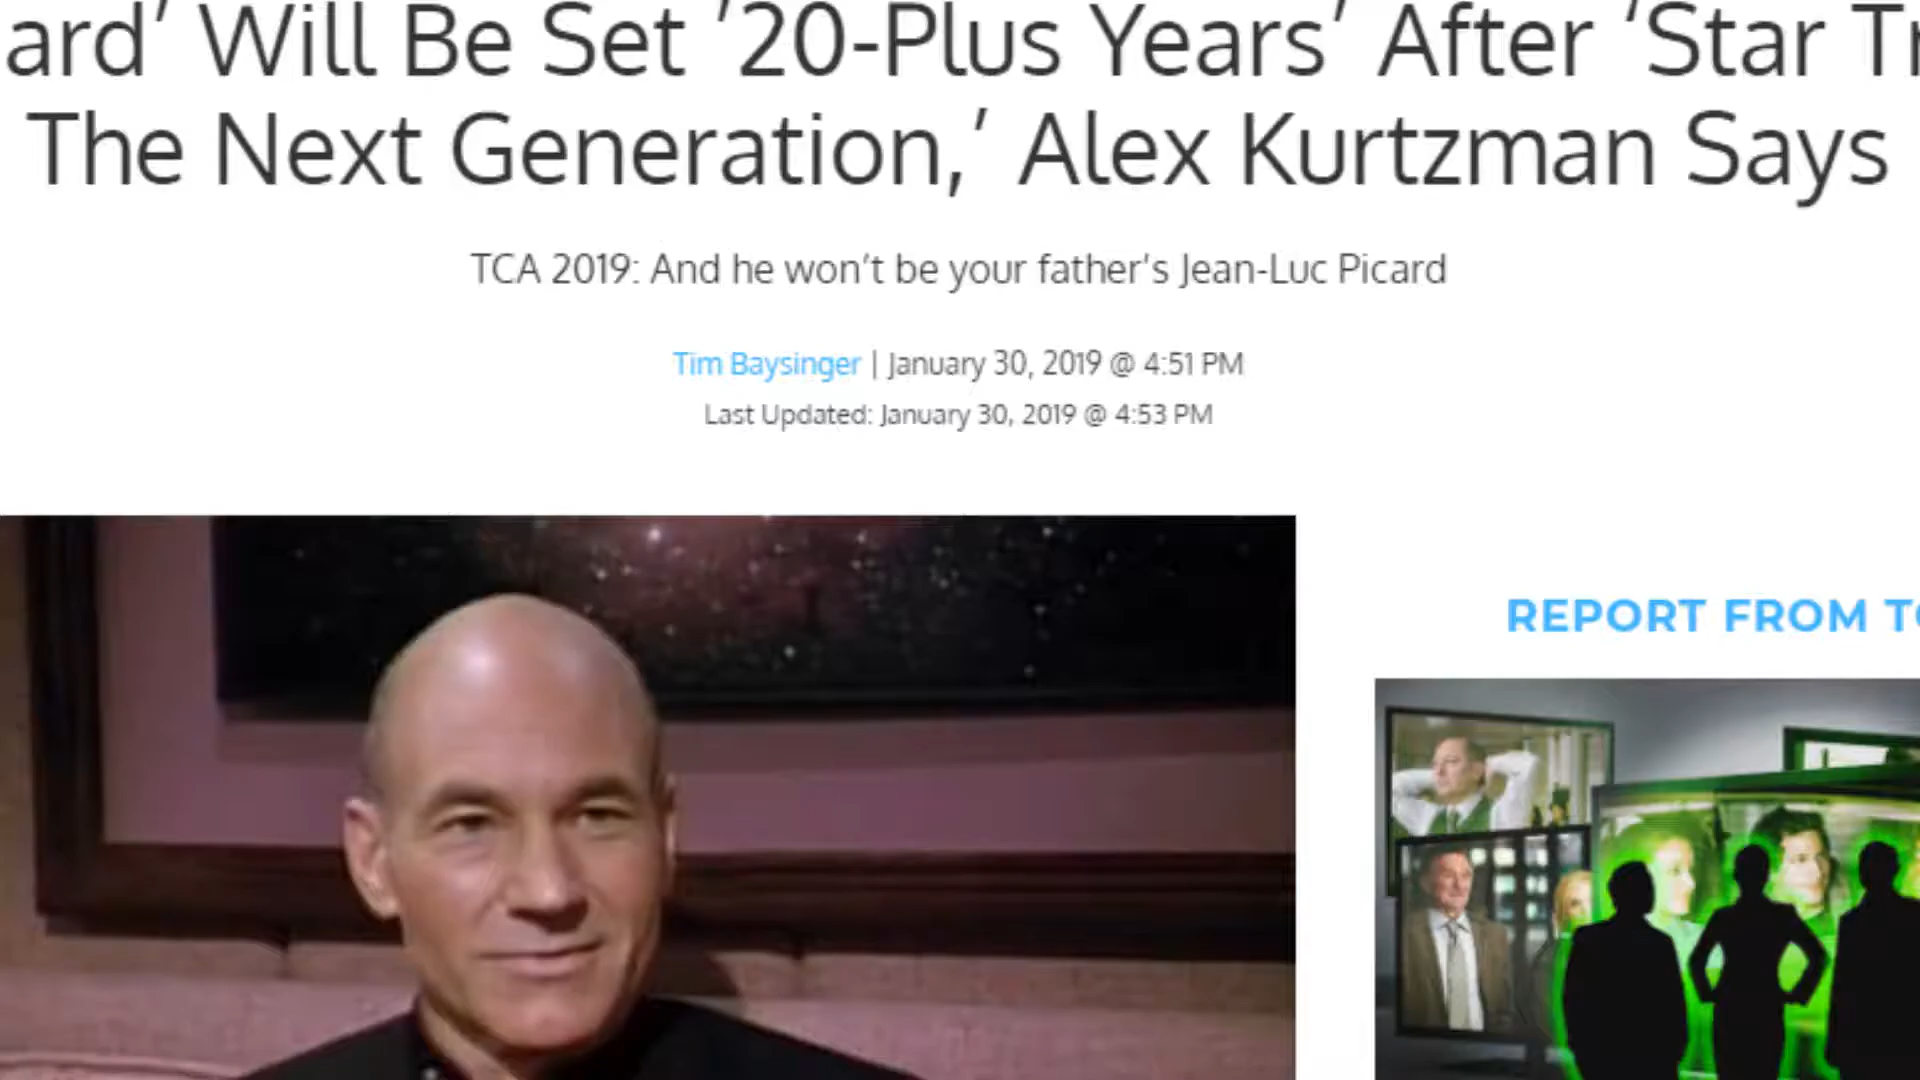 ard’ Will Be Set ’20-Plus Years’ After ‘Star Tr
The Next Generation,’ Alex Kurtzman Says
TCA 2019: And he won’t be your father’s Jean-Luc Picard
Tim Baysinger | January 30, 2019 @ 4:51 PM
Last Updated: January 30, 2019 @ 4:53 PM
REPORT FROM TC